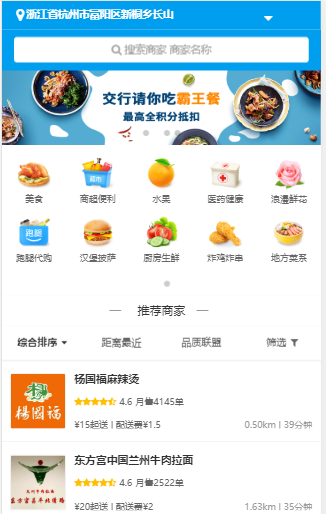 浙江省杭州市富阳区新桐乡长山
搜索商家 商家名称
交行请你吃霸王餐
最高全积分抵扣
美食 商超便利 水果 医药健康 浪漫鲜花
超市
跑腿
跑腿代购 汉堡披萨 厨房生鲜 炸鸡炸串 地方菜系
— 推荐商家 —
综合排序 距离最近 品质联盟 筛选
杨国福麻辣烫
4.6 月售4145单
¥15起送 | 配送费¥1.5 0.50km | 39分钟
楊國福
东方宫中国兰州牛肉拉面
4.6 月售2522单
¥20起送 | 配送费¥2 1.63km | 35分钟